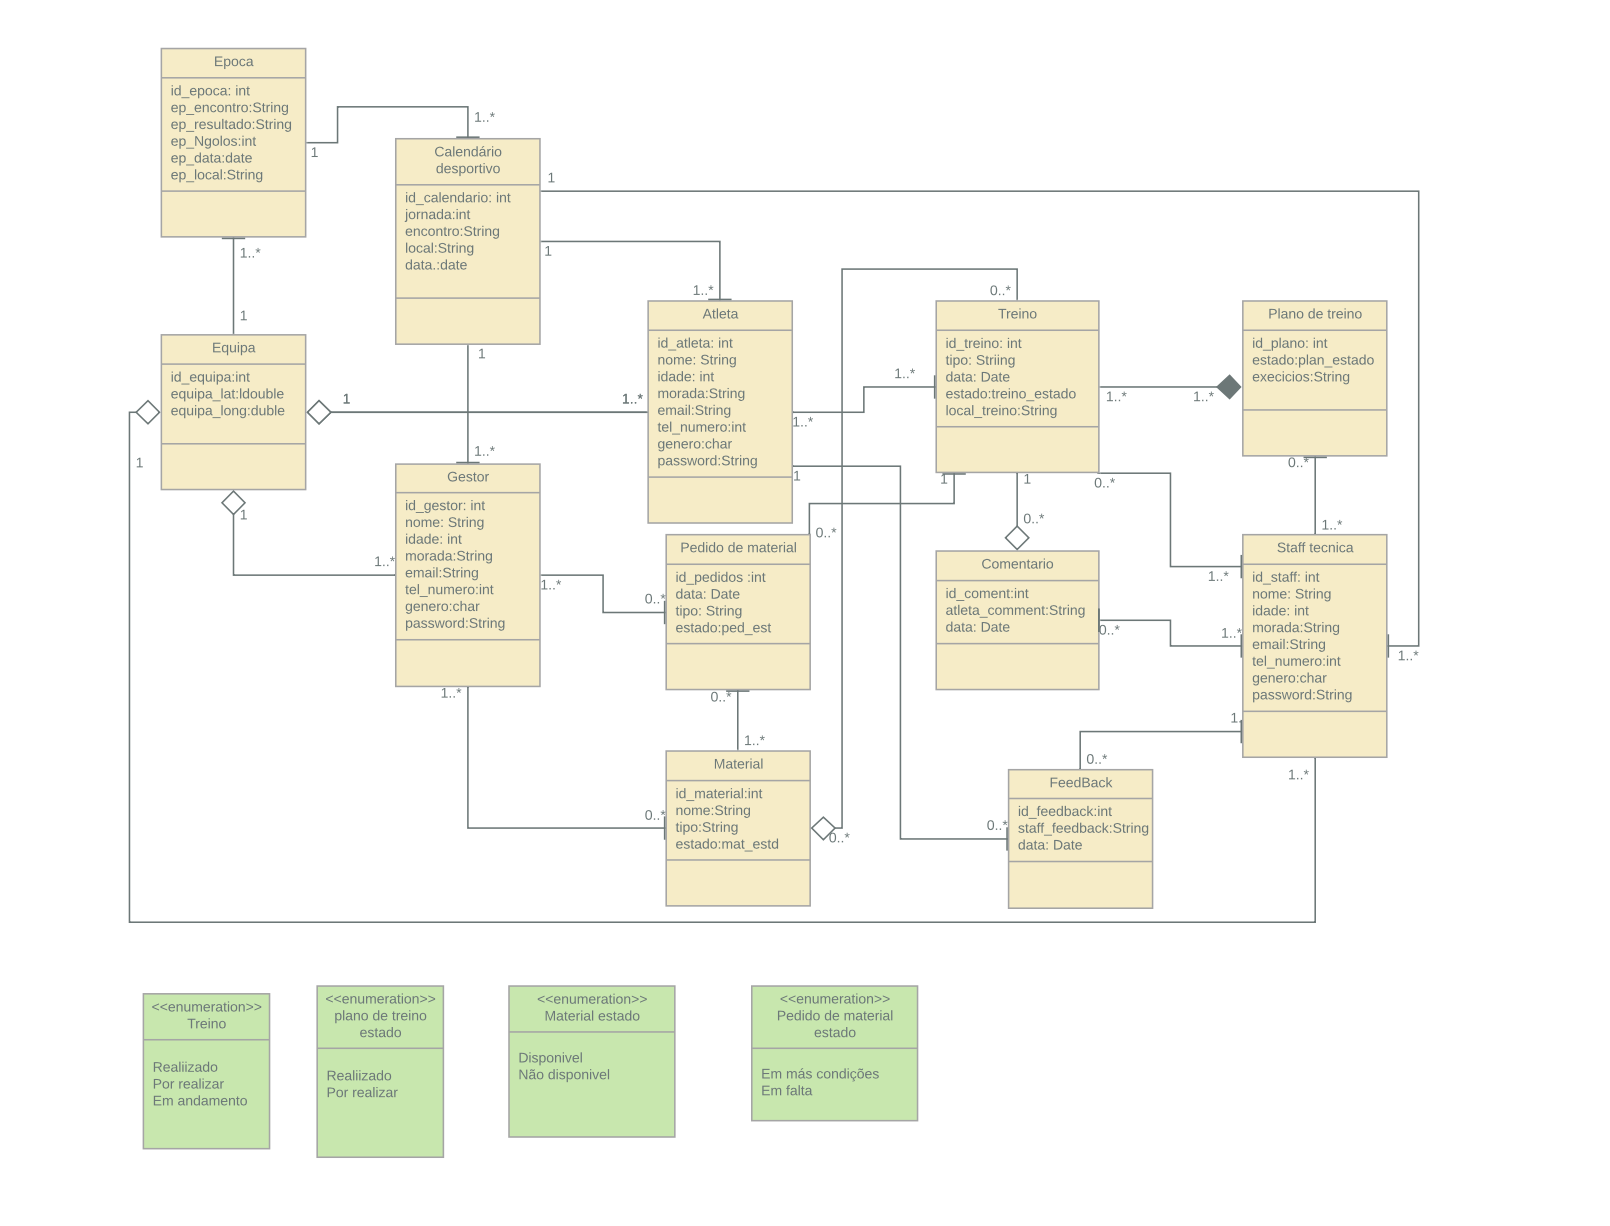 Epoca
id_epoca: int
ep_encontro:String
ep_resultado:String
ep_Ngolos:int
ep_data:date
ep_local:String
1
1..*
1..*
1
Calendário
desportivo
id_calendario: int
jornada:int
encontro:String
local:String
data.:date
1
1
1
1..*
1..*
Equipa
id_equipa:int
equipa_lat:ldouble
equipa_long:duble
1
1..*
1
1
1..*
Gestor
id_gestor: int
nome: String
idade: int
morada:String
email:String
tel_numero:int
genero:char
password:String
1..*
0..*
1..*
0..*
Atleta
id_atleta: int
nome: String
idade: int
morada:String
email:String
tel_numero:int
genero:char
password:String
1..*
1..*
1
0..*
Treino
id_treino: int
tipo: Striing
data: Date
estado:treino_estado
local_treino:String
0..*
1..*
1..*
1
1
0..*
0..*
Plano de treino
id_plano: int
estado:plan_estado
execicios:String
0..*
1..*
Pedido de material
id_pedidos :int
data: Date
tipo: String
estado:ped_est
0..*
0..*
1..*
Comentario
id_coment:int
atleta_comment:String
data: Date
0..*
1..*
1..*
Staff tecnica
id_staff: int
nome: String
idade: int
morada:String
email:String
tel_numero:int
genero:char
password:String
1..*
1.
0..*
1..*
Material
id_material:int
nome:String
tipo:String
estado:mat_estd
0..*
FeedBack
id_feedback:int
staff_feedback:String
data: Date
<<enumeration>>
Treino
Realiizado
Por realizar
Em andamento
<<enumeration>>
plano de treino
estado
Realiizado
Por realizar
<<enumeration>>
Material estado
Disponivel
Não disponivel
<<enumeration>>
Pedido de material
estado
Em más condições
Em falta